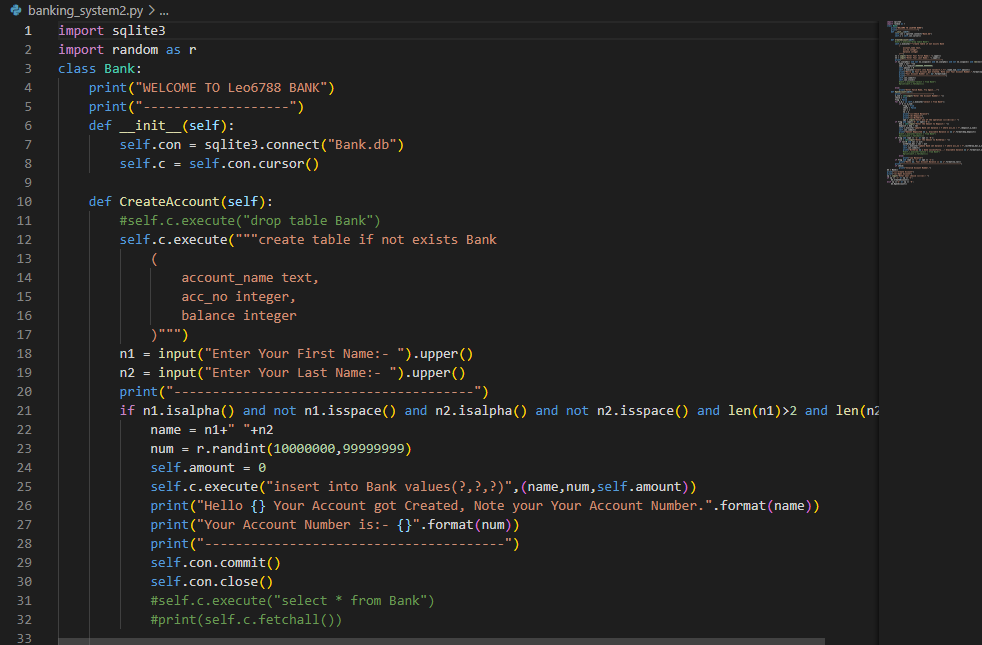 banking_system2.py > ...
1 import sqlite3
2 import random as r
3 class Bank:
4     print("WELCOME TO Leo6788 BANK")
5     print("-------------------")
6     def __init__(self):
7         self.con = sqlite3.connect("Bank.db")
8         self.c = self.con.cursor()
9
10     def CreateAccount(self):
11         #self.c.execute("drop table Bank")
12         self.c.execute("""create table if not exists Bank
13             (
14                 account_name text,
15                 acc_no integer,
16                 balance integer
17             )""")
18         n1 = input("Enter Your First Name:- ").upper()
19         n2 = input("Enter Your Last Name:- ").upper()
20         print("---------------------------------------")
21         if n1.isalpha() and not n1.isspace() and n2.isalpha() and not n2.isspace() and len(n1)>2 and len(n2
22             name = n1+" "+n2
23             num = r.randint(10000000,99999999)
24             self.amount = 0
25             self.c.execute("insert into Bank values(?,?,?)",(name,num,self.amount))
26             print("Hello {} Your Account got Created, Note your Your Account Number.".format(name))
27             print("Your Account Number is:- {}".format(num))
28             print("---------------------------------------")
29             self.con.commit()
30             self.con.close()
31             #self.c.execute("select * from Bank")
32             #print(self.c.fetchall())
33